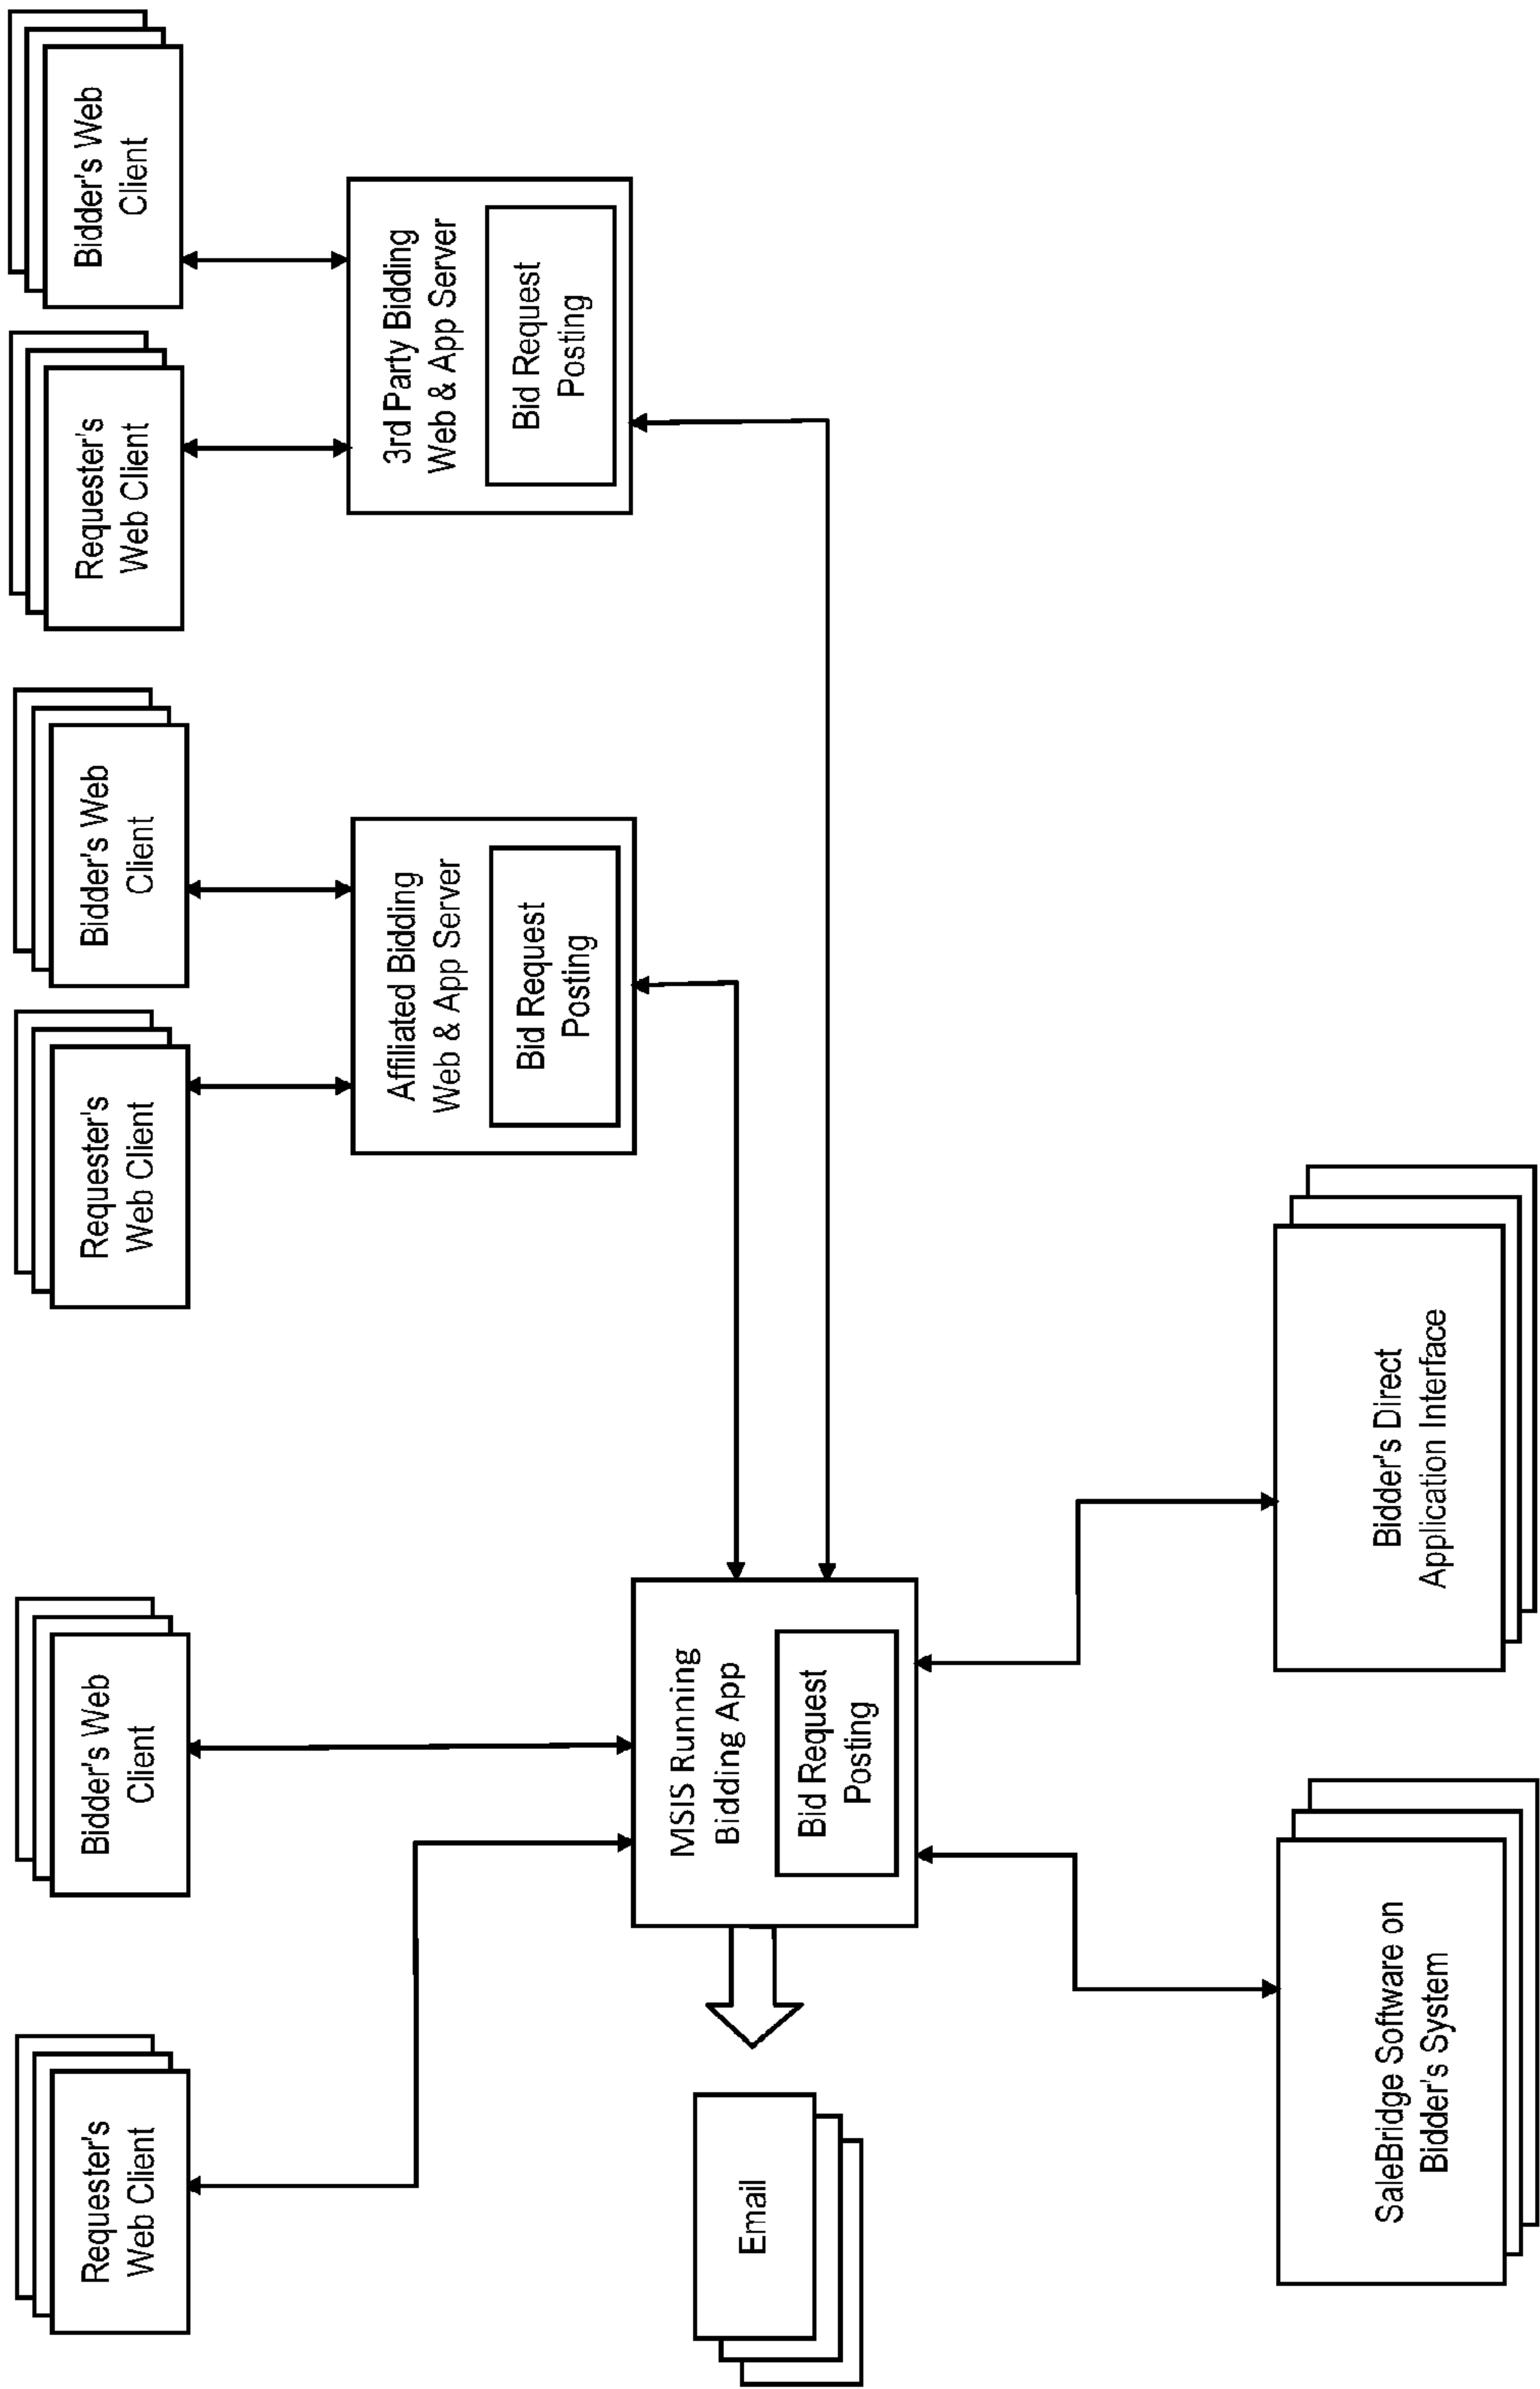 Requester's
Web Client
Bidder's Web
Client
Requester's
Web Client
Bidder's Web
Client
Requester's
Web Client
Bidder's Web
Client
Affiliated Bidding
Web & App Server
Bid Request
Posting
3rd Party Bidding
Web & App Server
Bid Request
Posting
Email
MSIS Running
Bidding App
Bid Request
Posting
SaleBridge Software on
Bidder's System
Bidder's Direct
Application Interface